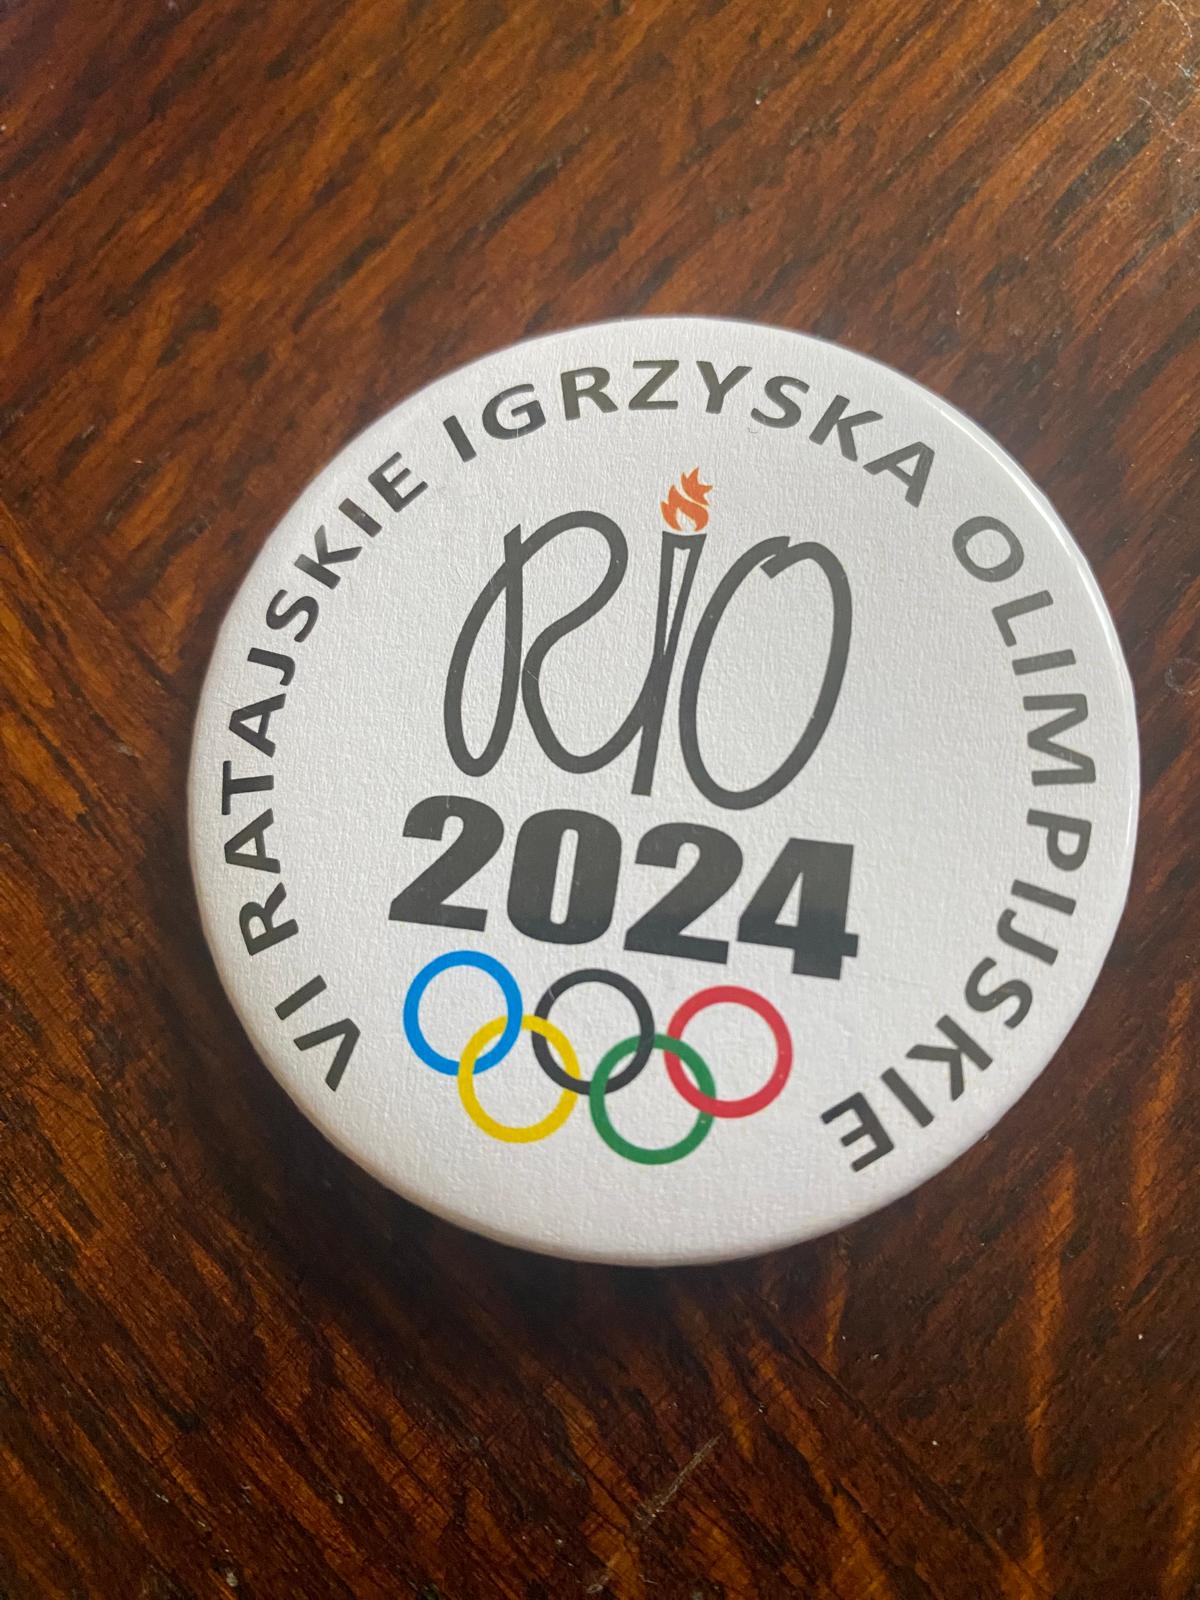 VI RATAJSKIE IGRZYSKA OLIMPIJSKIE
RIO
2024